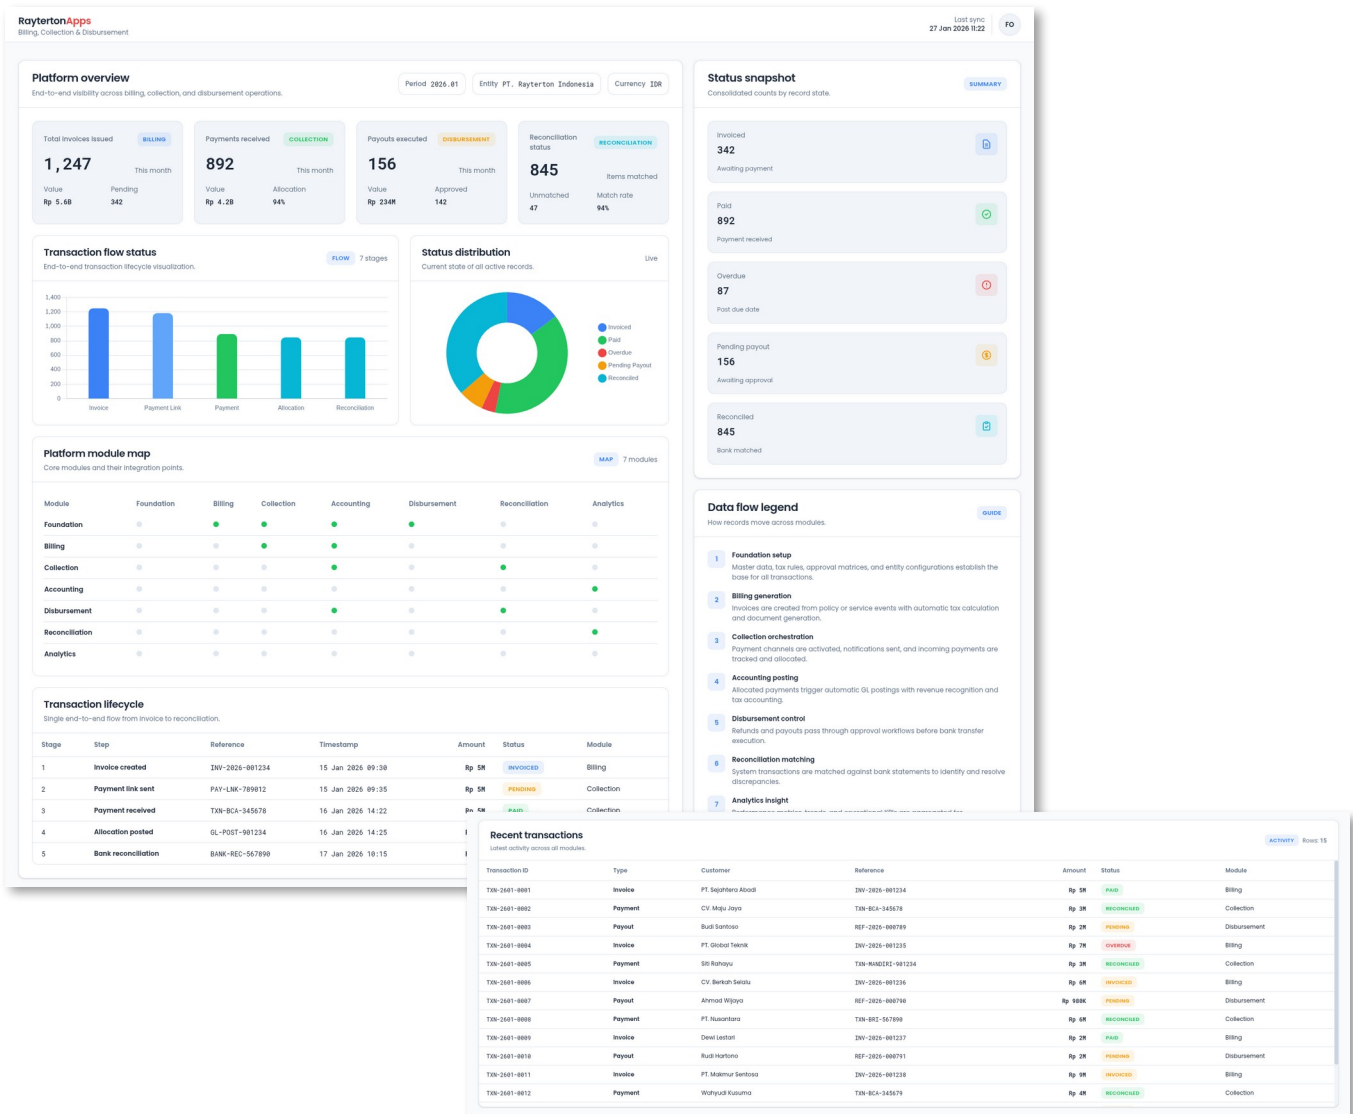 RaytertonApps
Billing, Collection & Disbursement
Last sync
27 Jan 2026 11:22
FO
Platform overview
End-to-end visibility across billing, collection, and disbursement operations.
Period 2026.01
Entity PT. Rayterton Indonesia
Currency IDR
Total invoices issued
BILLING
1,247
This month
Value
Pending
Rp 5.6B
342
Payments received
COLLECTION
892
This month
Value
Allocation
Rp 4.2B
94%
Payouts executed
DISBURSEMENT
156
This month
Value
Approved
Rp 234M
142
Reconciliation
status
RECONCILIATION
845
Items matched
Unmatched
Match rate
47
94%
Transaction flow status
End-to-end transaction lifecycle visualization.
FLOW 7 stages
1,400
1,200
1,000
800
600
400
200
0
Invoice Payment Link Payment Allocation Reconciliation
Status distribution
Current state of all active records.
Live
Invoiced
Paid
Overdue
Pending Payout
Reconciled
Platform module map
Core modules and their integration points.
MAP 7 modules
Module Foundation Billing Collection Accounting Disbursement Reconciliation Analytics
Foundation
Billing
Collection
Accounting
Disbursement
Reconciliation
Analytics
Transaction lifecycle
Single end-to-end flow from invoice to reconciliation.
Stage Step Reference Timestamp Amount Status Module
1 Invoice created INV-2026-001234 15 Jan 2026 09:30 Rp 5M INVOICED Billing
2 Payment link sent PAY-LNK-789012 15 Jan 2026 09:35 Rp 5M PENDING Collection
3 Payment received TXN-BCA-345678 16 Jan 2026 14:22 Rp 5M PAID Collection
4 Allocation posted GL-POST-901234 16 Jan 2026 14:25
5 Bank reconciliation BANK-REC-567890 17 Jan 2026 10:15
Status snapshot
Consolidated counts by record state.
SUMMARY
Invoiced
342
Awaiting payment
Paid
892
Payment received
Overdue
87
Past due date
Pending payout
156
Awaiting approval
Reconciled
845
Bank matched
Data flow legend
How records move across modules.
GUIDE
1 Foundation setup
Master data, tax rules, approval matrices, and entity configurations establish the
base for all transactions.
2 Billing generation
Invoices are created from policy or service events with automatic tax calculation
and document generation.
3 Collection orchestration
Payment channels are activated, notifications sent, and incoming payments are
tracked and allocated.
4 Accounting posting
Allocated payments trigger automatic GL postings with revenue recognition and
tax accounting.
5 Disbursement control
Refunds and payouts pass through approval workflows before bank transfer
execution.
6 Reconciliation matching
System transactions are matched against bank statements to identify and resolve
discrepancies.
7 Analytics insight
Recent transactions
Latest activity across all modules.
ACTIVITY Rows: 15
Transaction ID Type Customer Reference Amount Status Module
TXN-2601-0001 Invoice PT. Sejahtera Abadi INV-2026-001234 Rp 5M PAID Billing
TXN-2601-0002 Payment CV. Maju Jaya TXN-BCA-345678 Rp 3M RECONCILED Collection
TXN-2601-0003 Payout Budi Santoso REF-2026-000789 Rp 2M PENDING Disbursement
TXN-2601-0004 Invoice PT. Global Teknik INV-2026-001235 Rp 7M OVERDUE Billing
TXN-2601-0005 Payment Siti Rahayu TXN-MANDIRI-901234 Rp 3M RECONCILED Collection
TXN-2601-0006 Invoice CV. Berkah Selalu INV-2026-001236 Rp 6M INVOICED Billing
TXN-2601-0007 Payout Ahmad Wijaya REF-2026-000790 Rp 980K PENDING Disbursement
TXN-2601-0008 Payment PT. Nusantara TXN-BRI-567890 Rp 6M RECONCILED Collection
TXN-2601-0009 Invoice Dewi Lestari INV-2026-001237 Rp 2M PAID Billing
TXN-2601-0010 Payout Rudi Hartono REF-2026-000791 Rp 2M PENDING Disbursement
TXN-2601-0011 Invoice PT. Makmur Sentosa INV-2026-001238 Rp 9M INVOICED Billing
TXN-2601-0012 Payment Wahyudi Kusuma TXN-BCA-345679 Rp 4M RECONCILED Collection